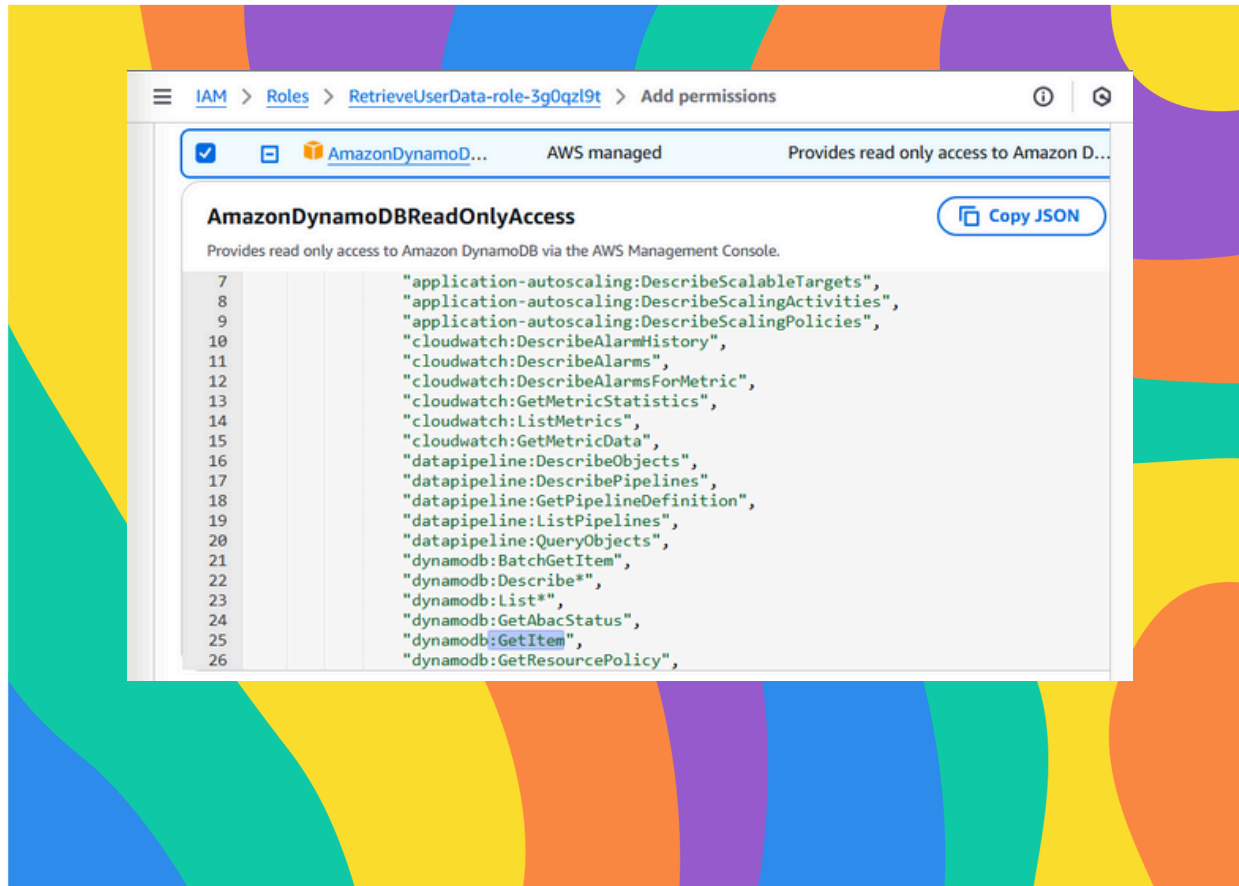 IAM > Roles > RetrieveUserData-role-3g0qzl9t > Add permissions
AmazonDynamoD... AWS managed Provides read only access to Amazon D...
AmazonDynamoDBReadOnlyAccess Copy JSON
Provides read only access to Amazon DynamoDB via the AWS Management Console.
7 "application-autoscaling:DescribeScalableTargets",
8 "application-autoscaling:DescribeScalingActivities",
9 "application-autoscaling:DescribeScalingPolicies",
10 "cloudwatch:DescribeAlarmHistory",
11 "cloudwatch:DescribeAlarms",
12 "cloudwatch:DescribeAlarmsForMetric",
13 "cloudwatch:GetMetricStatistics",
14 "cloudwatch:ListMetrics",
15 "cloudwatch:GetMetricData",
16 "datapipeline:DescribeObjects",
17 "datapipeline:DescribePipelines",
18 "datapipeline:GetPipelineDefinition",
19 "datapipeline:ListPipelines",
20 "datapipeline:QueryObjects",
21 "dynamodb:BatchGetItem",
22 "dynamodb:Describe*",
23 "dynamodb:List*",
24 "dynamodb:GetAbacStatus",
25 "dynamodb:GetItem",
26 "dynamodb:GetResourcePolicy",